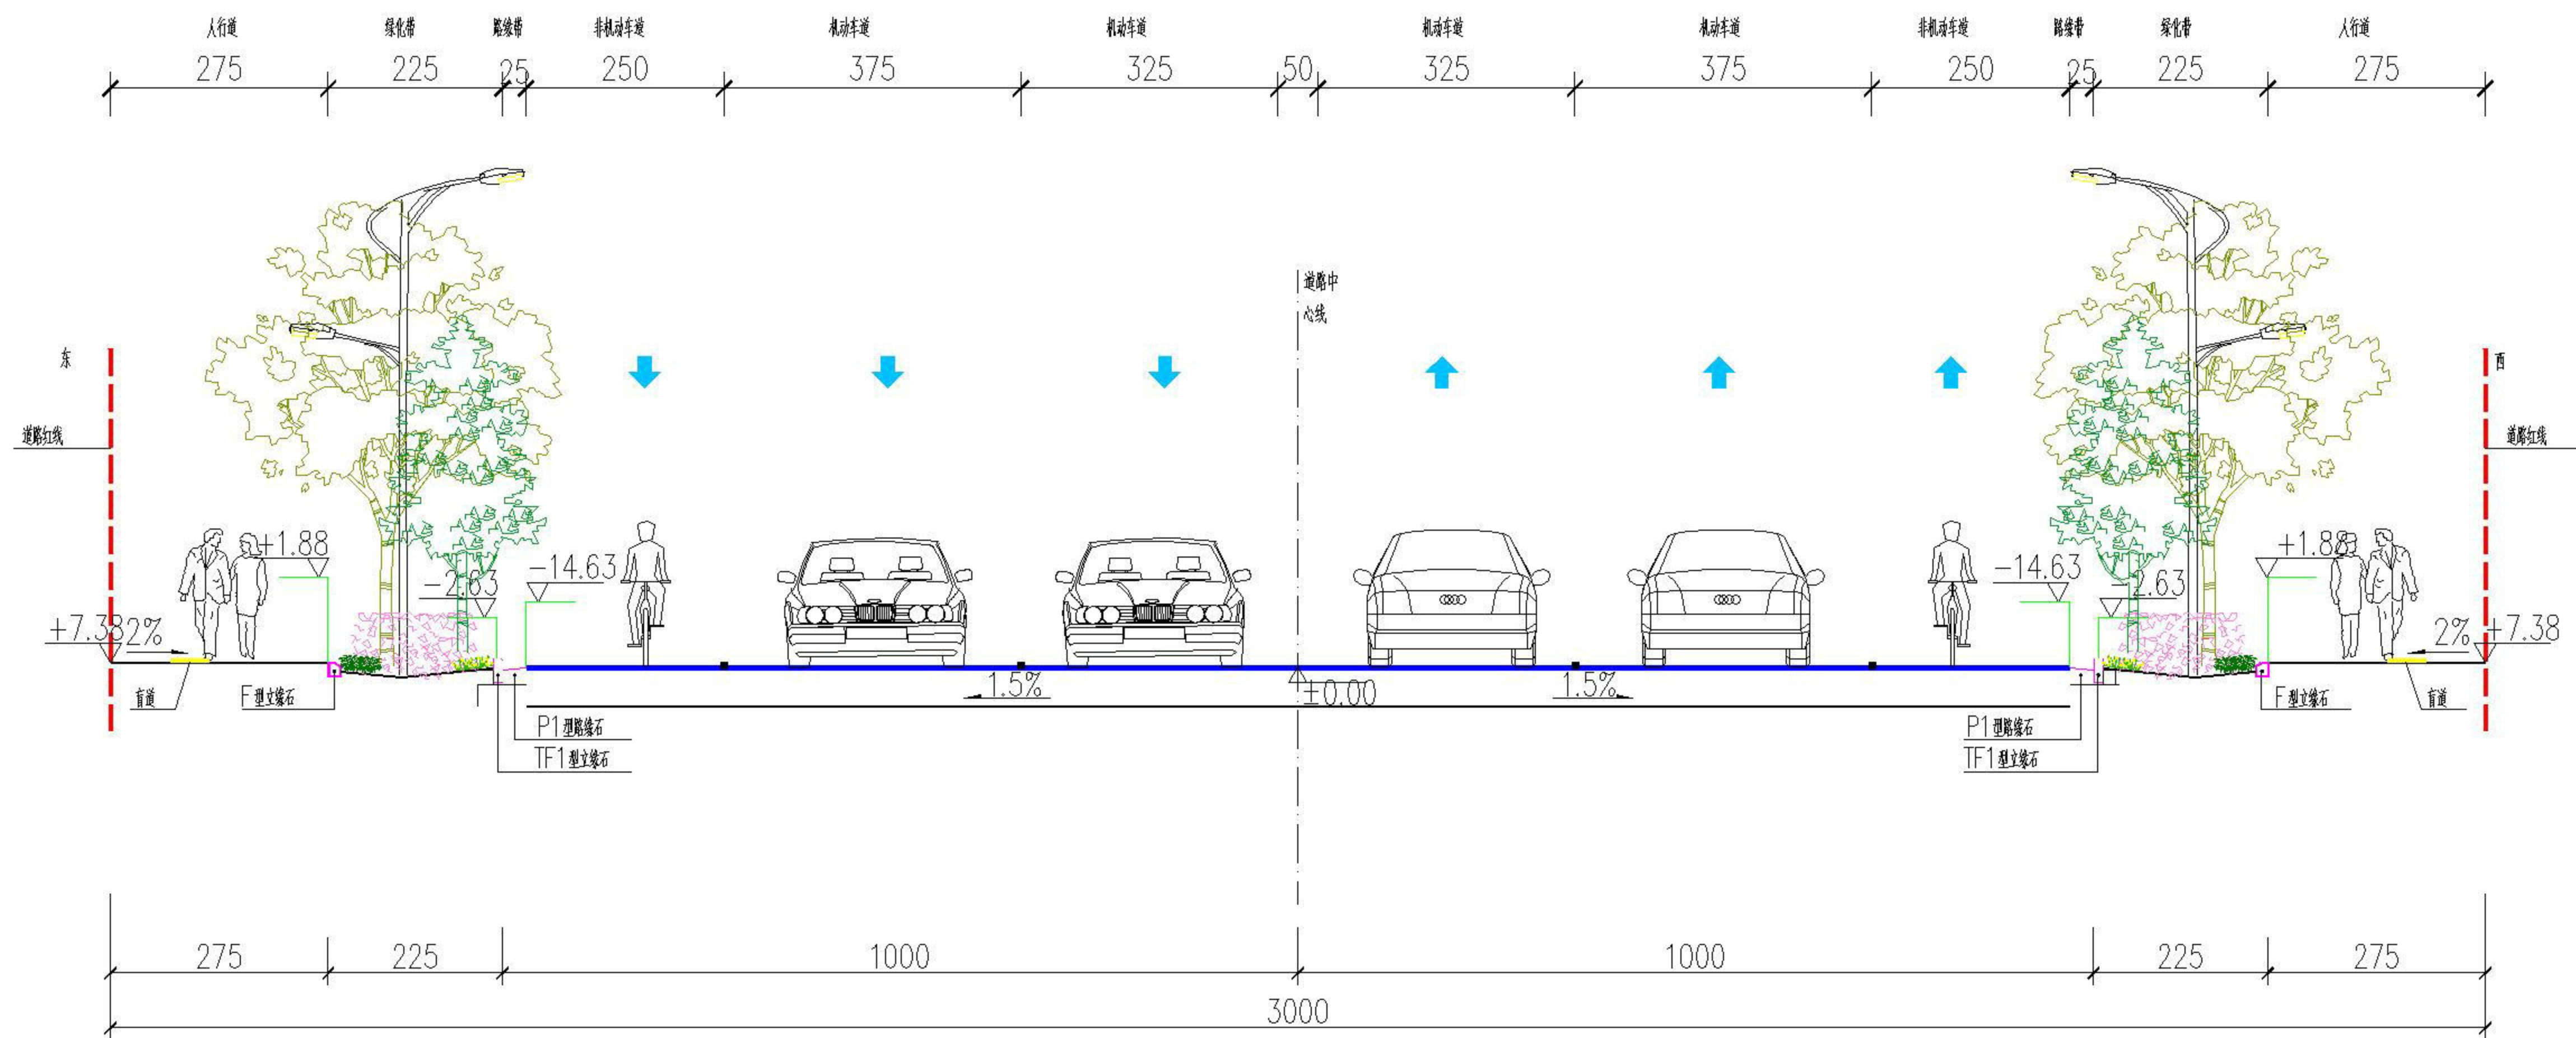 人行道 绿化带 路缘带 非机动车道 机动车道 机动车道 机动车道 机动车道 非机动车道 路缘带 绿化带 人行道
275 225 25 250 375 325 50 325 375 250 25 225 275
道路中
心线
东
西
道路红线
道路红线
+1.88
-2.63
-14.63
-14.63
-2.63
+1.88
+7.38
2%
2%
+7.38
1.5%
±0.00
1.5%
盲道
F型立缘石
P1型路缘石
TF1型立缘石
P1型路缘石
TF1型立缘石
F型立缘石
盲道
275 225 1000 1000 225 275
3000